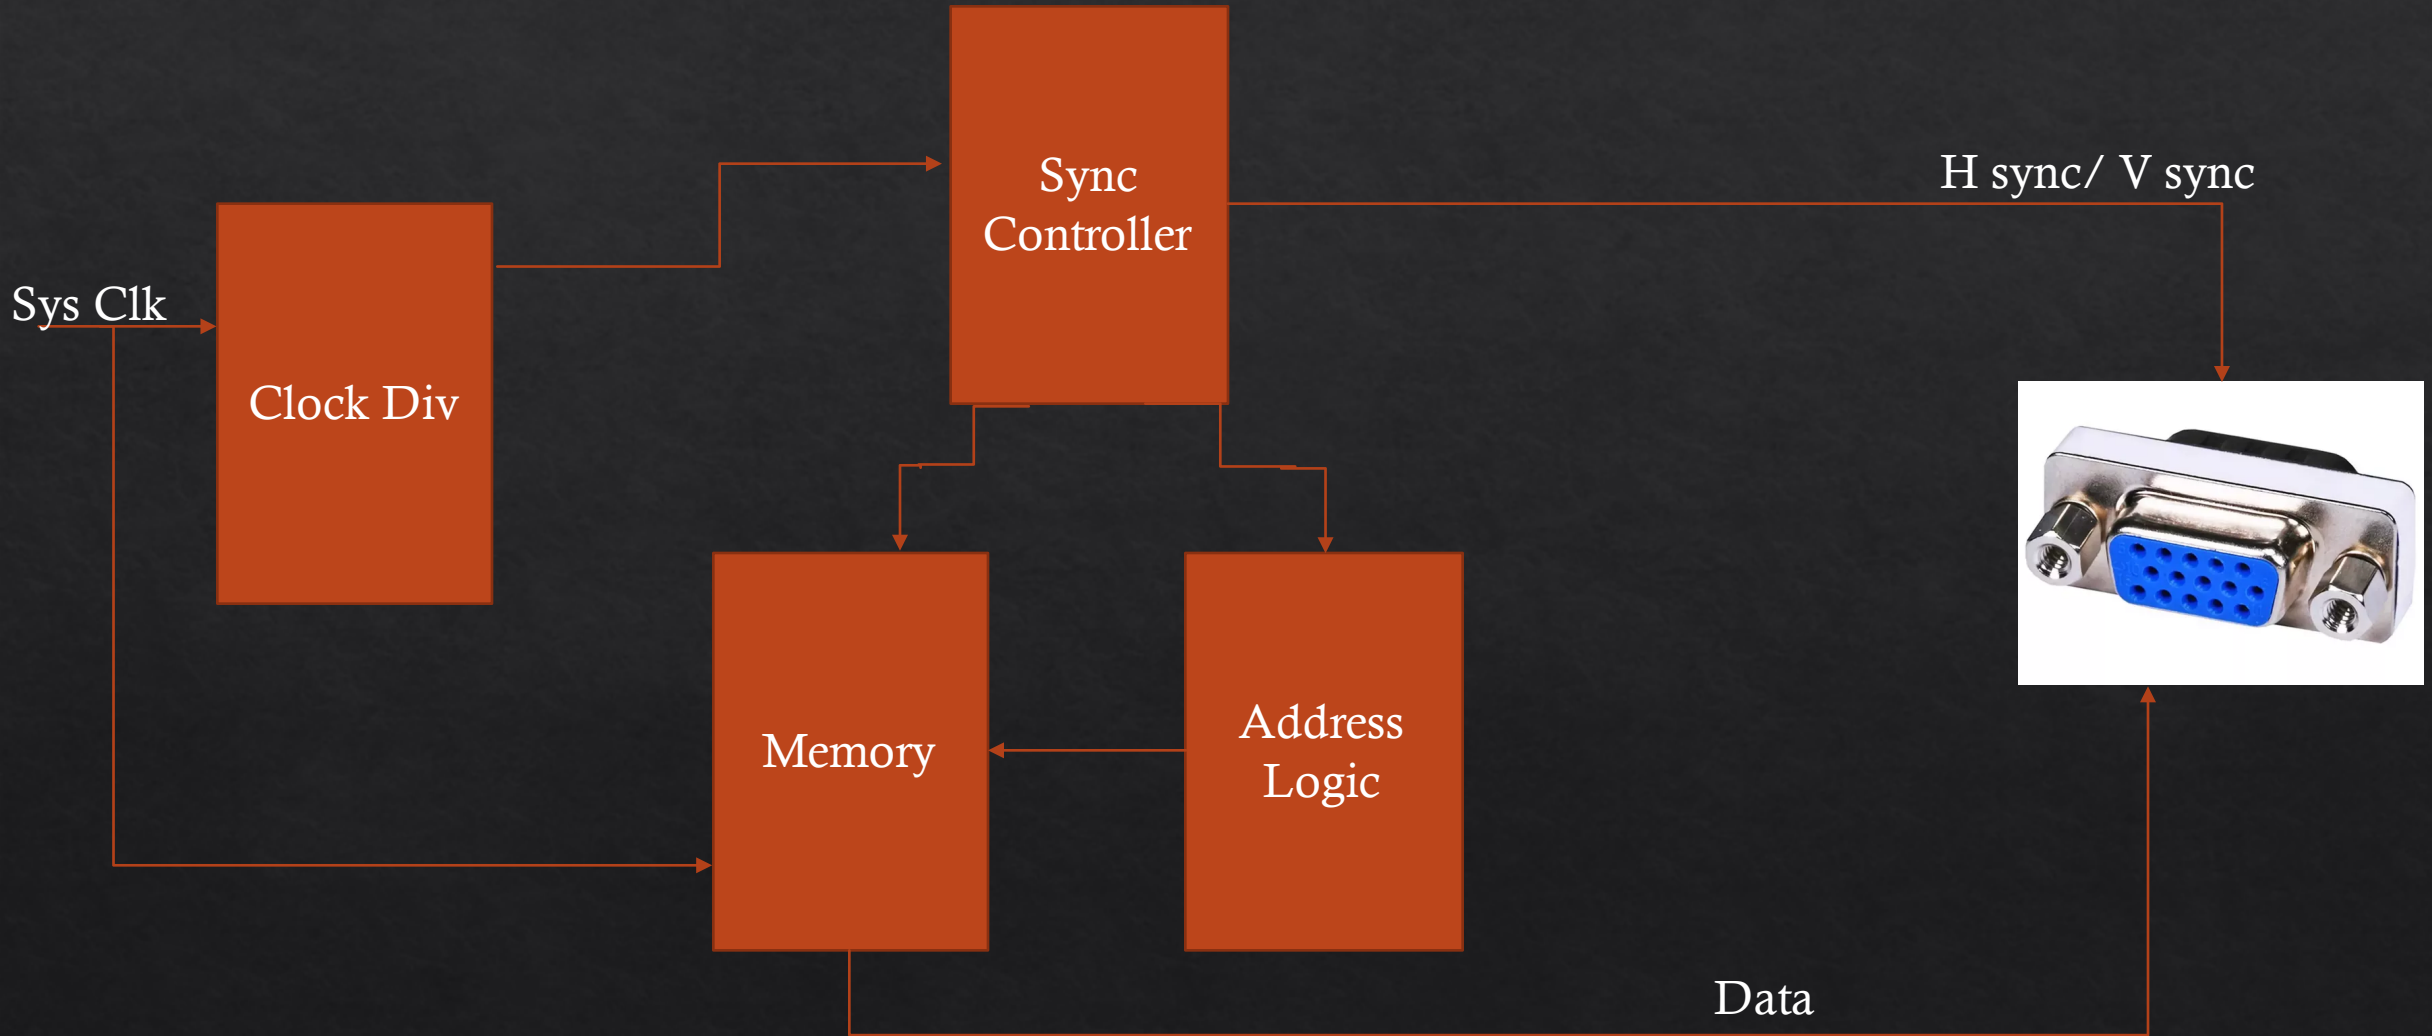 Sync
Controller
H sync/ V sync
Sys Clk
Clock Div
Memory
Address
Logic
Data